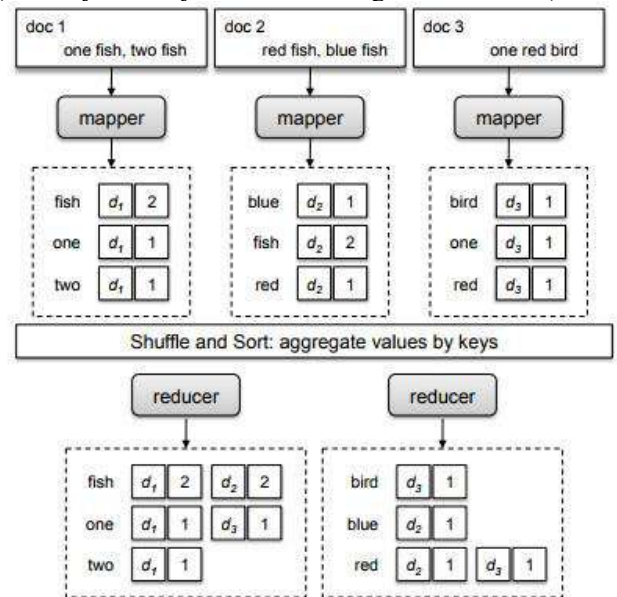 doc 1
one fish, two fish
doc 2
red fish, blue fish
doc 3
one red bird
mapper
mapper
mapper
fish d1 2
one d1 1
two d1 1
blue d2 1
fish d2 2
red d2 1
bird d3 1
one d3 1
red d3 1
Shuffle and Sort: aggregate values by keys
reducer
reducer
fish d1 2 d2 2
one d1 1 d3 1
two d1 1
bird d3 1
blue d2 1
red d2 1 d3 1